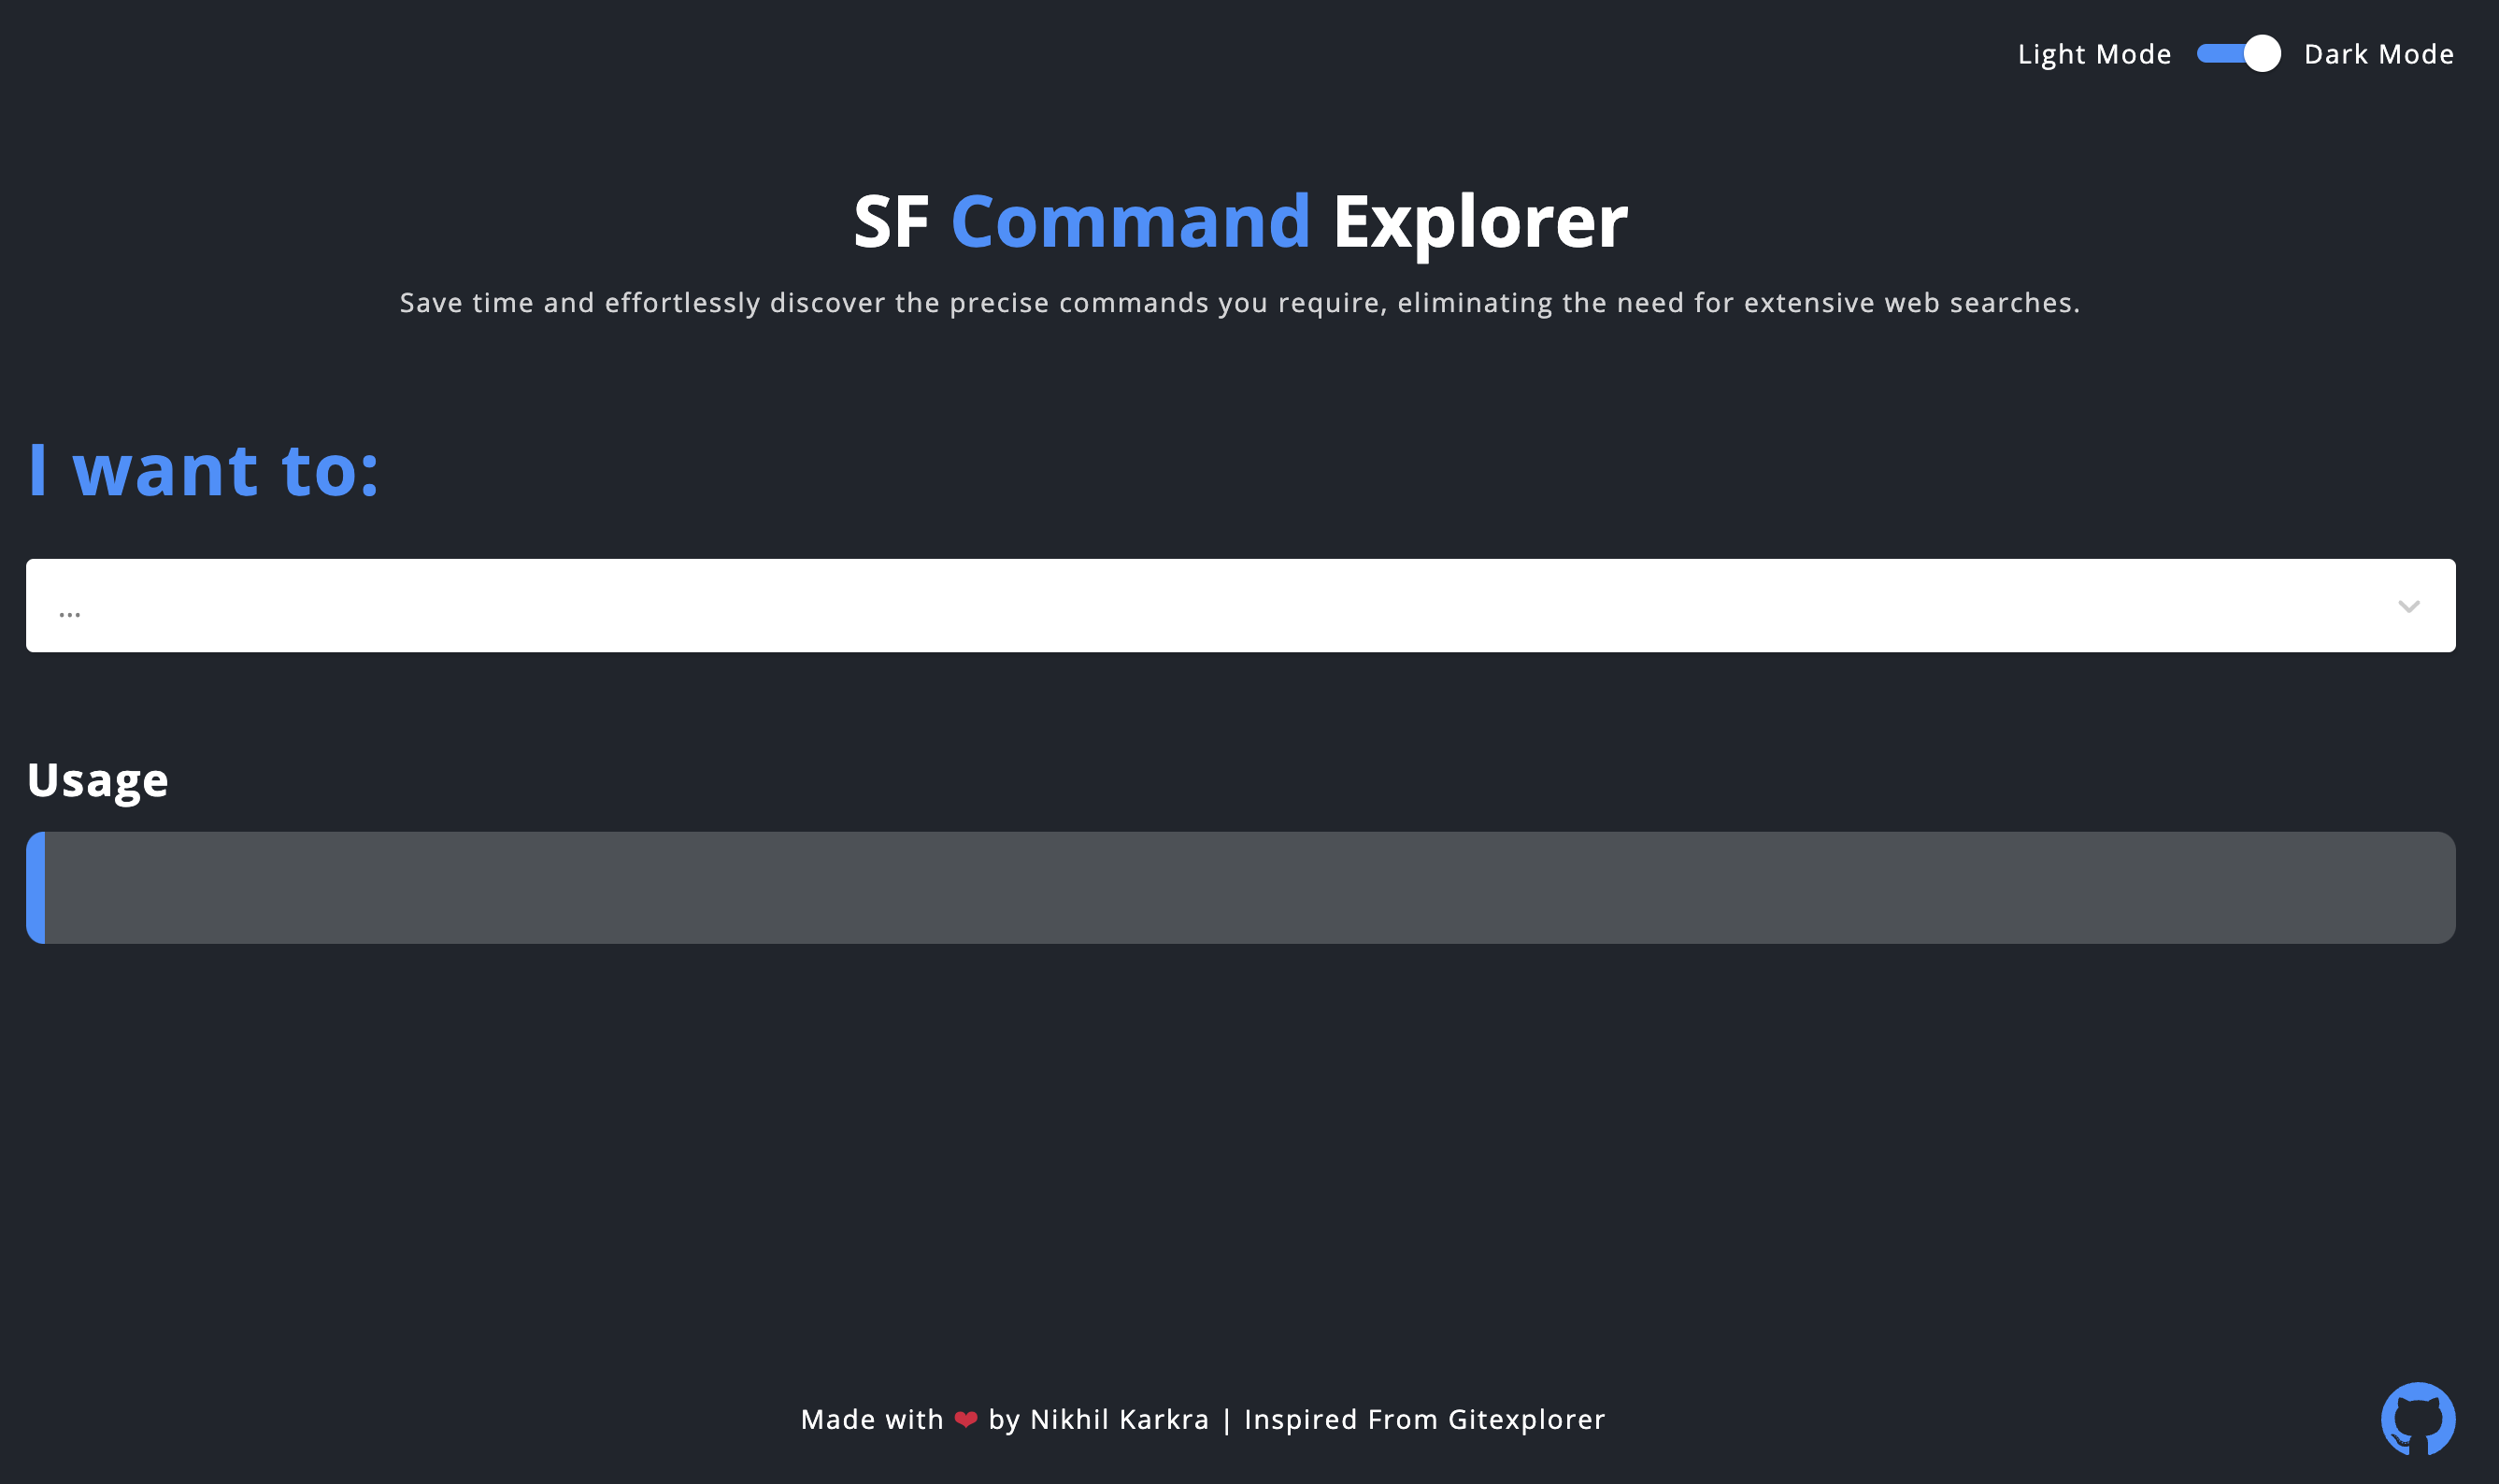 Light Mode Dark Mode
SF Command Explorer
Save time and effortlessly discover the precise commands you require, eliminating the need for extensive web searches.
I want to:
...
Usage
Made with ❤ by Nikhil Karkra | Inspired From Gitexplorer